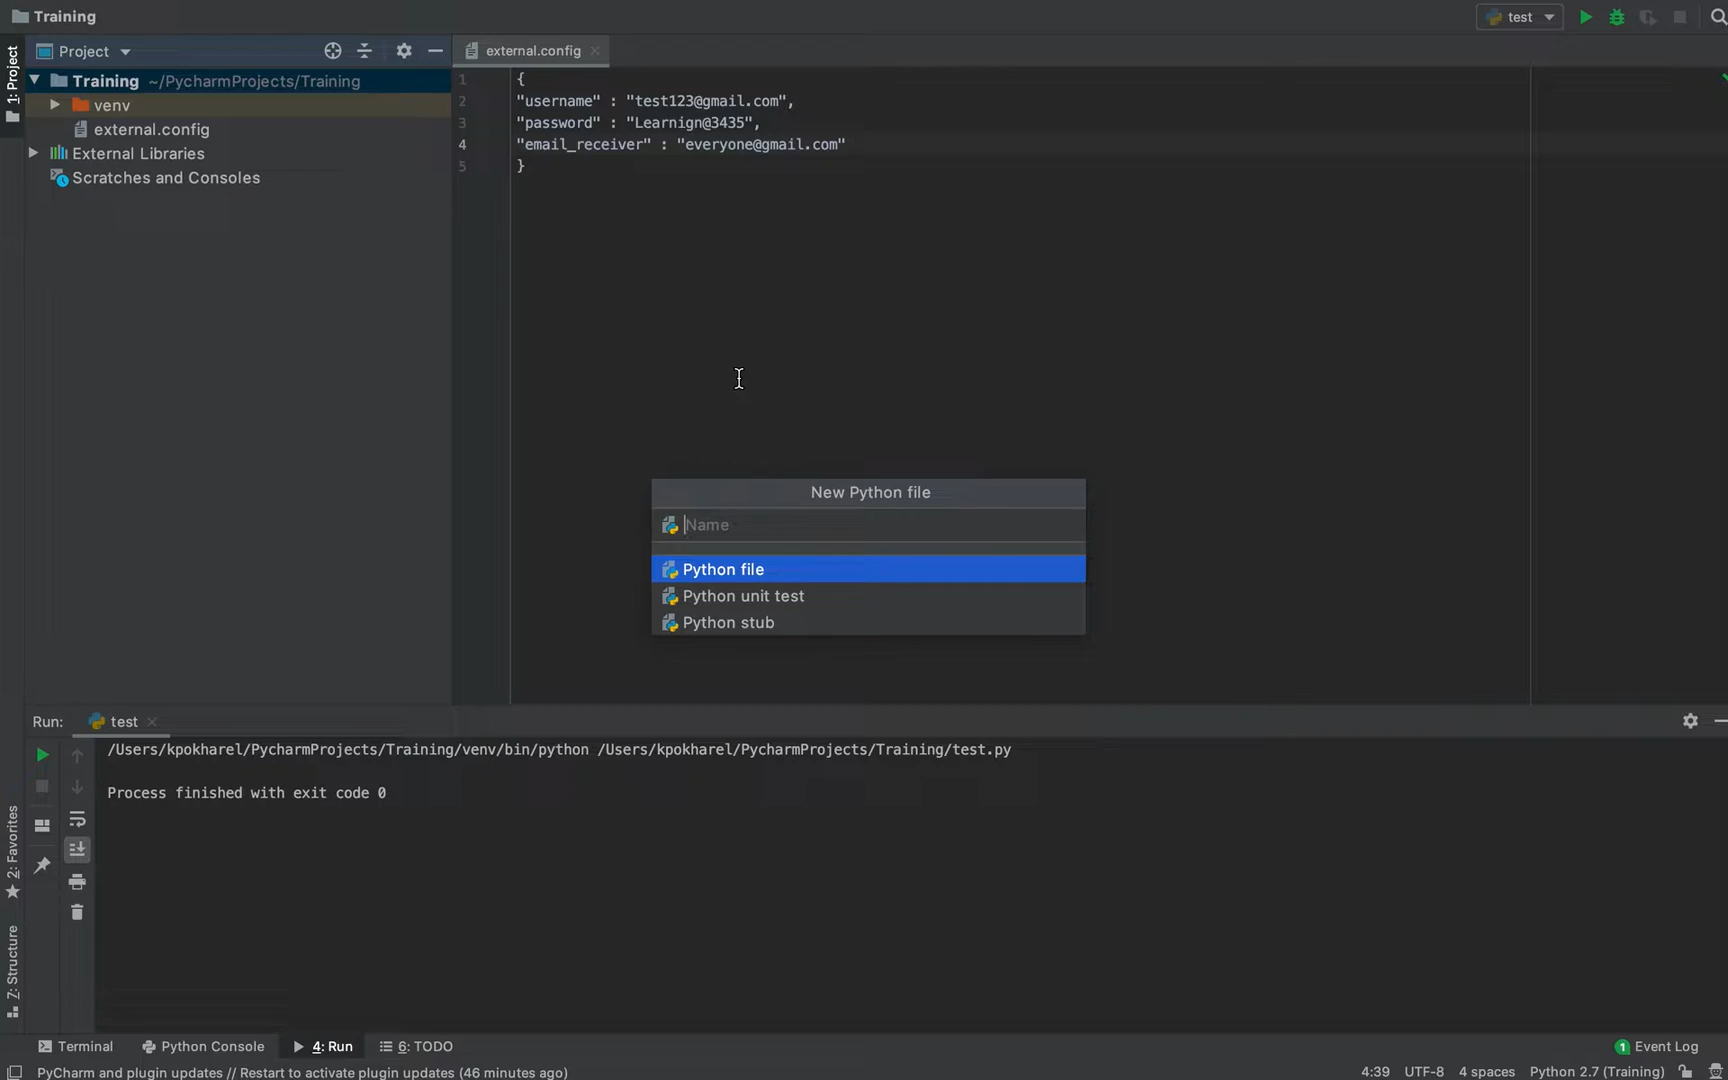 Training
test
1: Project
Project
external.config
Training ~/PycharmProjects/Training
venv
external.config
External Libraries
Scratches and Consoles
1 {
2 "username" : "test123@gmail.com",
3 "password" : "Learnign@3435",
4 "email_receiver" : "everyone@gmail.com"
5 }
New Python file
Name
Python file
Python unit test
Python stub
Run: test
/Users/kpokharel/PycharmProjects/Training/venv/bin/python /Users/kpokharel/PycharmProjects/Training/test.py
Process finished with exit code 0
2: Favorites
7: Structure
Terminal Python Console 4: Run 6: TODO 1 Event Log
PyCharm and plugin updates // Restart to activate plugin updates (46 minutes ago) 4:39 UTF-8 4 spaces Python 2.7 (Training)